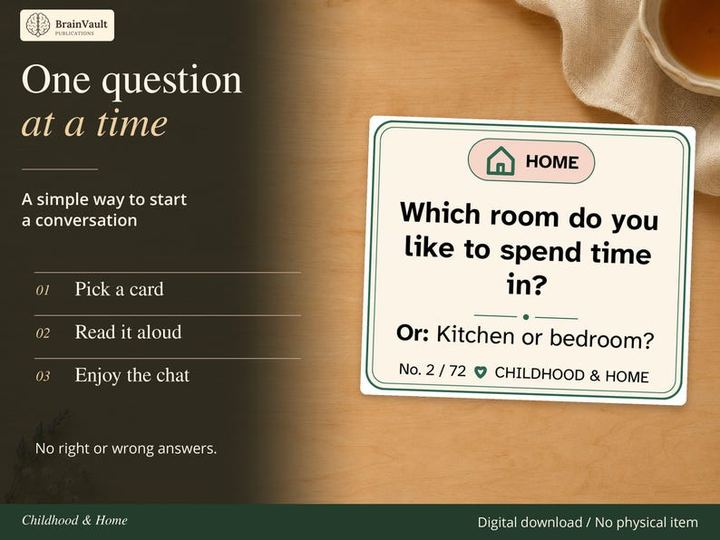 BrainVault
PUBLICATIONS
One question
at a time
A simple way to start
a conversation
01 Pick a card
02 Read it aloud
03 Enjoy the chat
No right or wrong answers.
HOME
Which room do you
like to spend time
in?
Or: Kitchen or bedroom?
No. 2 / 72 CHILDHOOD & HOME
Childhood & Home
Digital download / No physical item